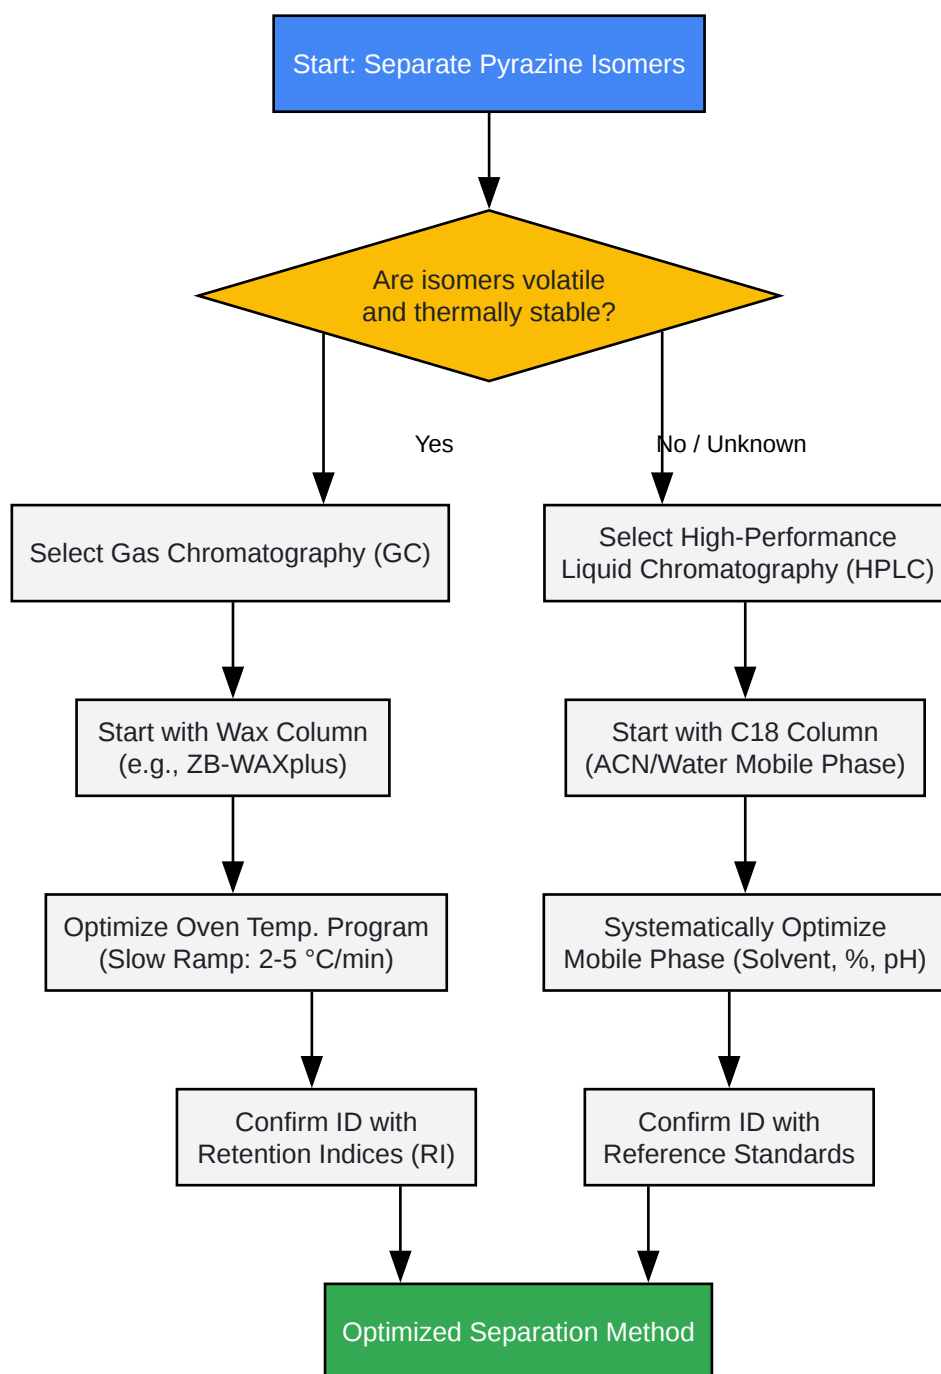 Start: Separate Pyrazine Isomers
Are isomers volatile
and thermally stable?
Yes
No / Unknown
Select Gas Chromatography (GC)
Select High-Performance
Liquid Chromatography (HPLC)
Start with Wax Column
(e.g., ZB-WAXplus)
Start with C18 Column
(ACN/Water Mobile Phase)
Optimize Oven Temp. Program
(Slow Ramp: 2-5 °C/min)
Systematically Optimize
Mobile Phase (Solvent, %, pH)
Confirm ID with
Retention Indices (RI)
Confirm ID with
Reference Standards
Optimized Separation Method